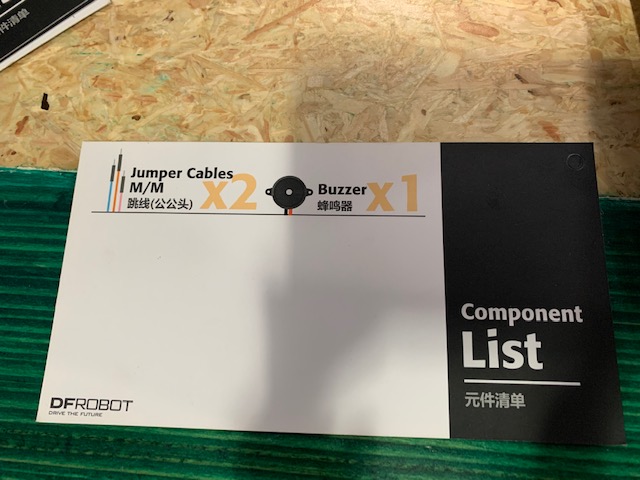 Component
List
元件清单
Jumper Cables
M/M
跳线(公公头)
X2
Buzzer
蜂鸣器
X1
DFROBOT
DRIVE THE FUTURE
件清单